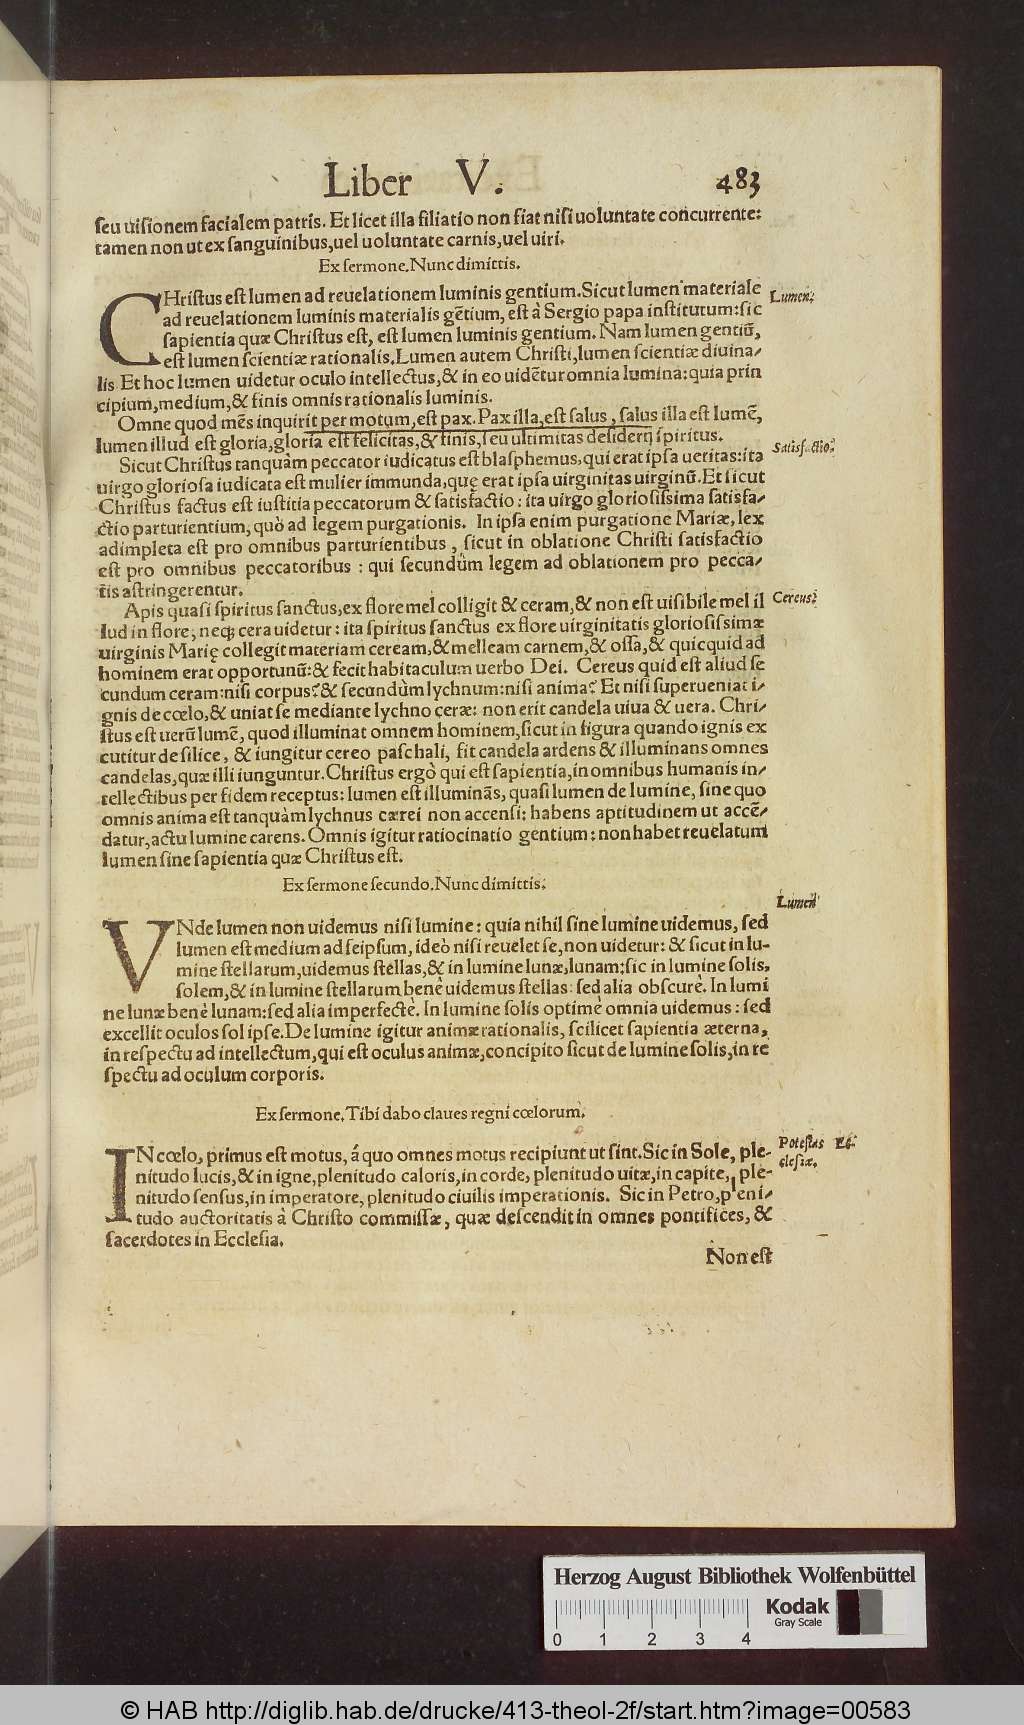 Liber V. 483
seu uisionem facialem patris. Et licet illa filiatio non fiat nisi uoluntate concurrente:
tamen non ut ex sanguinibus, uel uoluntate carnis, uel uiri.
Ex sermone. Nunc dimittis.
CHristus est lumen ad reuelationem luminis gentium. Sicut lumen materiale Lumen.
ad reuelationem luminis materialis gẽtium, est à Sergio papa institutum: sic
sapientia quæ Christus est, est lumen luminis gentium. Nam lumen gentiũ,
est lumen scientiæ rationalis. Lumen autem Christi, lumen scientiæ diuina/
lis. Et hoc lumen uidetur oculo intellectus, & in eo uidẽtur omnia lumina: quia prin
cipium, medium, & finis omnis rationalis luminis.
Omne quod mẽs inquirit per motum, est pax. Pax illa, est salus, salus illa est lumẽ,
lumen illud est gloria, gloria est felicitas, & finis, seu ultimitas desiderij spiritus.
Sicut Christus tanquàm peccator iudicatus est blasphemus, qui erat ipsa ueritas: ita Satisfactio.
uirgo gloriosa iudicata est mulier immunda, quę erat ipsa uirginitas uirginũ. Et sicut
Christus factus est iustitia peccatorum & satisfactio: ita uirgo gloriosissima satisfa/
ctio parturientium, quò ad legem purgationis. In ipsa enim purgatione Mariæ, lex
adimpleta est pro omnibus parturientibus, sicut in oblatione Christi satisfactio
est pro omnibus peccatoribus: qui secundùm legem ad oblationem pro pecca/
tis astringerentur.
Apis quasi spiritus sanctus, ex flore mel colligit & ceram, & non est uisibile mel il Cereus.
lud in flore, neq; cera uidetur: ita spiritus sanctus ex flore uirginitatis gloriosissimæ
uirginis Marię collegit materiam ceream, & melleam carnem, & ossa, & quicquid ad
hominem erat opportunũ: & fecit habitaculum uerbo Dei. Cereus quid est aliud se
cundum ceram: nisi corpus? & secundùm lychnum: nisi anima? Et nisi superueniat i/
gnis de cœlo, & uniat se mediante lychno ceræ: non erit candela uiua & uera. Chri/
stus est uerũ lumẽ, quod illuminat omnem hominem, sicut in figura quando ignis ex
cutitur de silice, & iungitur cereo paschali, fit candela ardens & illuminans omnes
candelas, quæ illi iunguntur. Christus ergò qui est sapientia, in omnibus humanis in/
tellectibus per fidem receptus: lumen est illuminãs, quasi lumen de lumine, sine quo
omnis anima est tanquàm lychnus cærei non accensi: habens aptitudinem ut accẽ/
datur, actu lumine carens. Omnis igitur ratiocinatio gentium: non habet reuelatum
lumen sine sapientia quæ Christus est.
Ex sermone secundo. Nunc dimittis.
VNde lumen non uidemus nisi lumine: quia nihil sine lumine uidemus, sed Lumen
lumen est medium ad seipsum, ideò nisi reuelet se, non uidetur: & sicut in lu-
mine stellarum, uidemus stellas, & in lumine lunæ, lunam: sic in lumine solis,
solem, & in lumine stellarum benè uidemus stellas: sed alia obscurè. In lumi
ne lunæ benè lunam: sed alia imperfectè. In lumine solis optimè omnia uidemus: sed
excellit oculos sol ipse. De lumine igitur animæ rationalis, scilicet sapientia æterna,
in respectu ad intellectum, qui est oculus animæ, concipito sicut de lumine solis, in re
spectu ad oculum corporis.
Ex sermone. Tibi dabo claues regni cœlorum.
IN cœlo, primus est motus, á quo omnes motus recipiunt ut sint. Sic in Sole, ple- Potestas Ec-
nitudo lucis, & in igne, plenitudo caloris, in corde, plenitudo uitæ, in capite, ple- clesiæ.
nitudo sensus, in imperatore, plenitudo ciuilis imperationis. Sic in Petro, pleni/
tudo auctoritatis à Christo commissæ, quæ descendit in omnes pontifices, &
sacerdotes in Ecclesia.
Non est
Herzog August Bibliothek Wolfenbüttel
Kodak
Gray Scale
0 1 2 3 4
© HAB http://diglib.hab.de/drucke/413-theol-2f/start.htm?image=00583